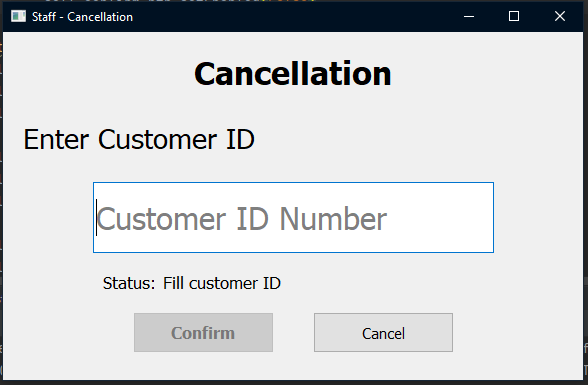 Staff - Cancellation
Cancellation
Enter Customer ID
Customer ID Number
Status: Fill customer ID
Confirm Cancel